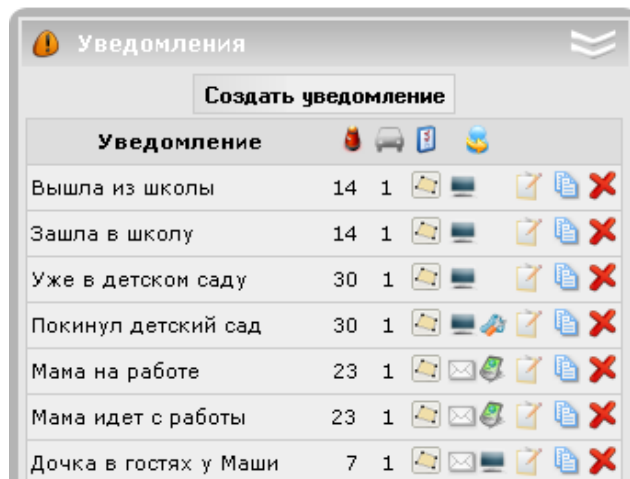 Уведомления
Создать уведомление
Уведомление
Вышла из школы 14 1
Зашла в школу 14 1
Уже в детском саду 30 1
Покинул детский сад 30 1
Мама на работе 23 1
Мама идет с работы 23 1
Дочка в гостях у Маши 7 1